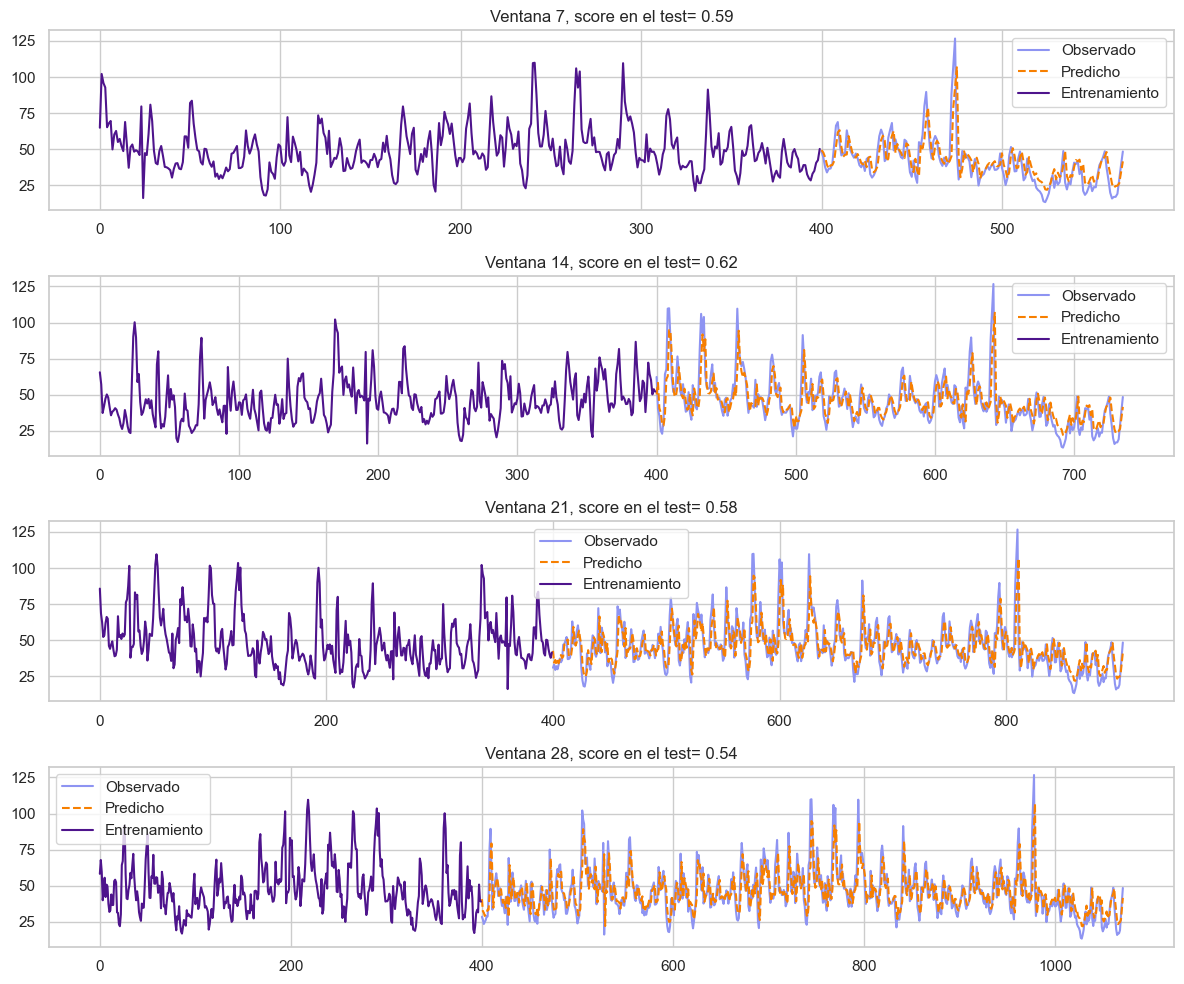 Ventana 7, score en el test= 0.59
125
100
75
50
25
0
100
200
300
400
500
Observado
Predicho
Entrenamiento
Ventana 14, score en el test= 0.62
125
100
75
50
25
0
100
200
300
400
500
600
700
Observado
Predicho
Entrenamiento
Ventana 21, score en el test= 0.58
125
100
75
50
25
0
200
400
600
800
Observado
Predicho
Entrenamiento
Ventana 28, score en el test= 0.54
125
100
75
50
25
0
200
400
600
800
1000
Observado
Predicho
Entrenamiento